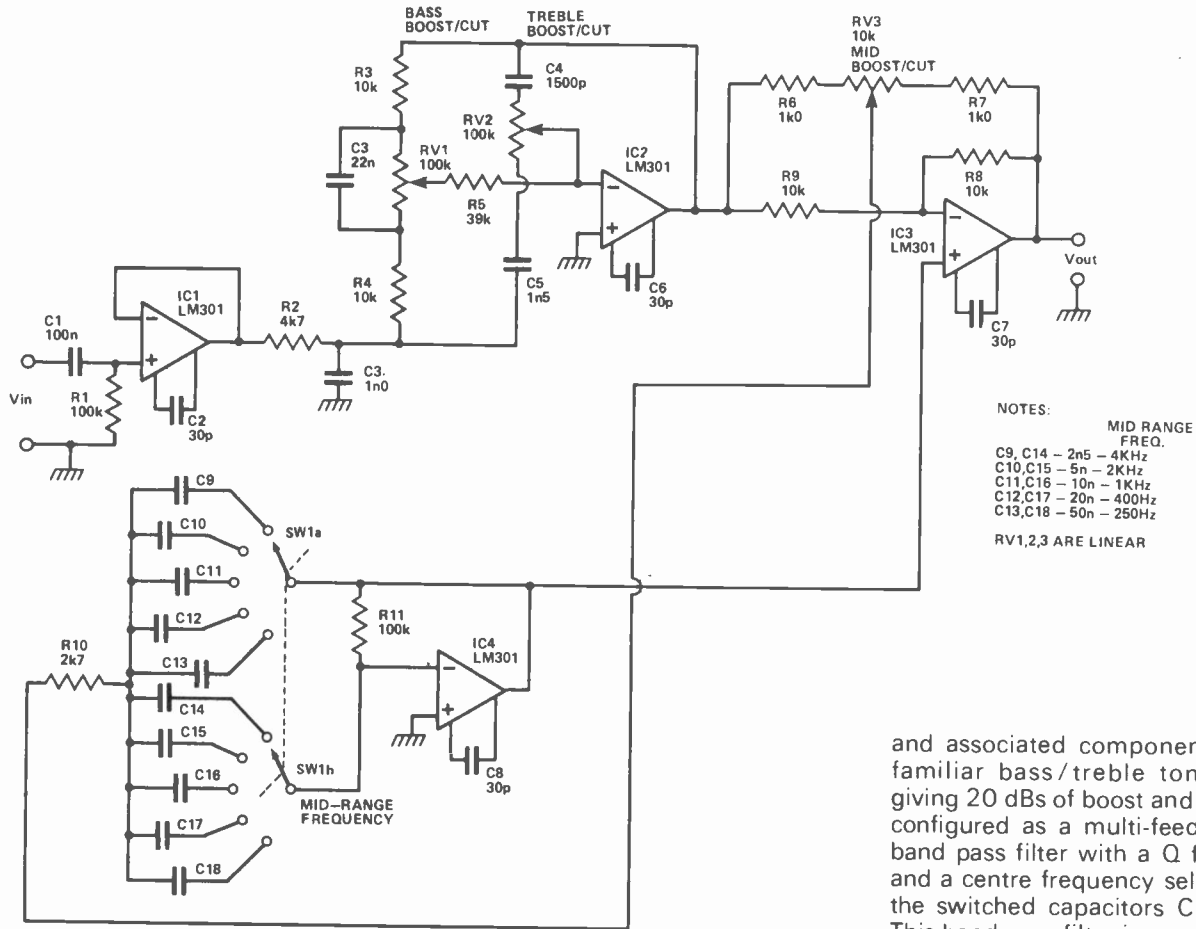 BASS
BOOST/CUT
TREBLE
BOOST/CUT
RV3
10k
MID
BOOST/CUT
R3
10k
C4
1500p
R6
1k0
R7
1k0
C3
22n
RV1
100k
RV2
100k
IC2
LM301
R5
39k
R9
10k
R8
10k
IC3
LM301
R4
10k
C5
1n5
C6
30p
Vout
C7
30p
C1
100n
IC1
LM301
R2
4k7
C3.
1n0
Vin
R1
100k
C2
30p
NOTES:
MID RANGE
FREQ.
C9, C14 – 2n5 – 4KHz
C10,C15 – 5n – 2KHz
C11,C16 – 10n – 1KHz
C12,C17 – 20n – 400Hz
C13,C18 – 50n – 250Hz
RV1,2,3 ARE LINEAR
C9
C10
SW1a
C11
C12
R11
100k
IC4
LM301
R10
2k7
C13
C14
C15
SW1h
C16
MID–RANGE
FREQUENCY
C8
30p
C17
C18
and associated componen
familiar bass/treble ton
giving 20 dBs of boost and
configured as a multi-feed
band pass filter with a Q f
and a centre frequency sel
the switched capacitors C